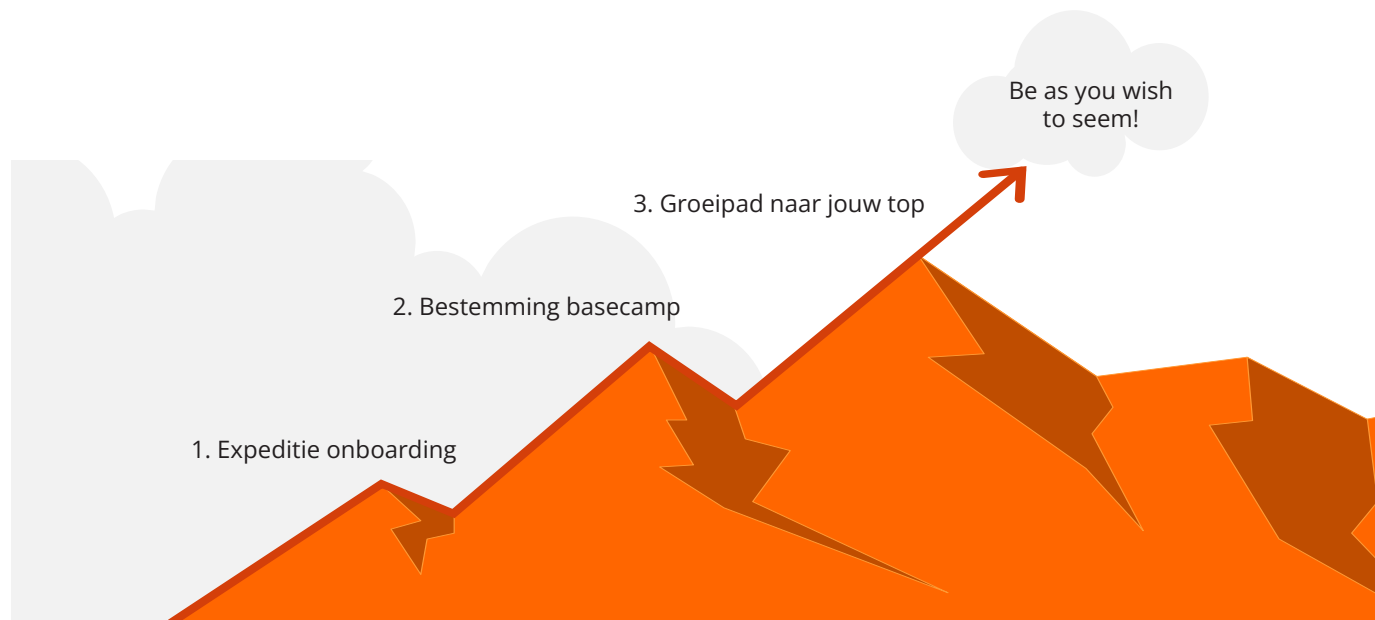 Be as you wish
to seem!
3. Groeipad naar jouw top
2. Bestemming basecamp
1. Expeditie onboarding